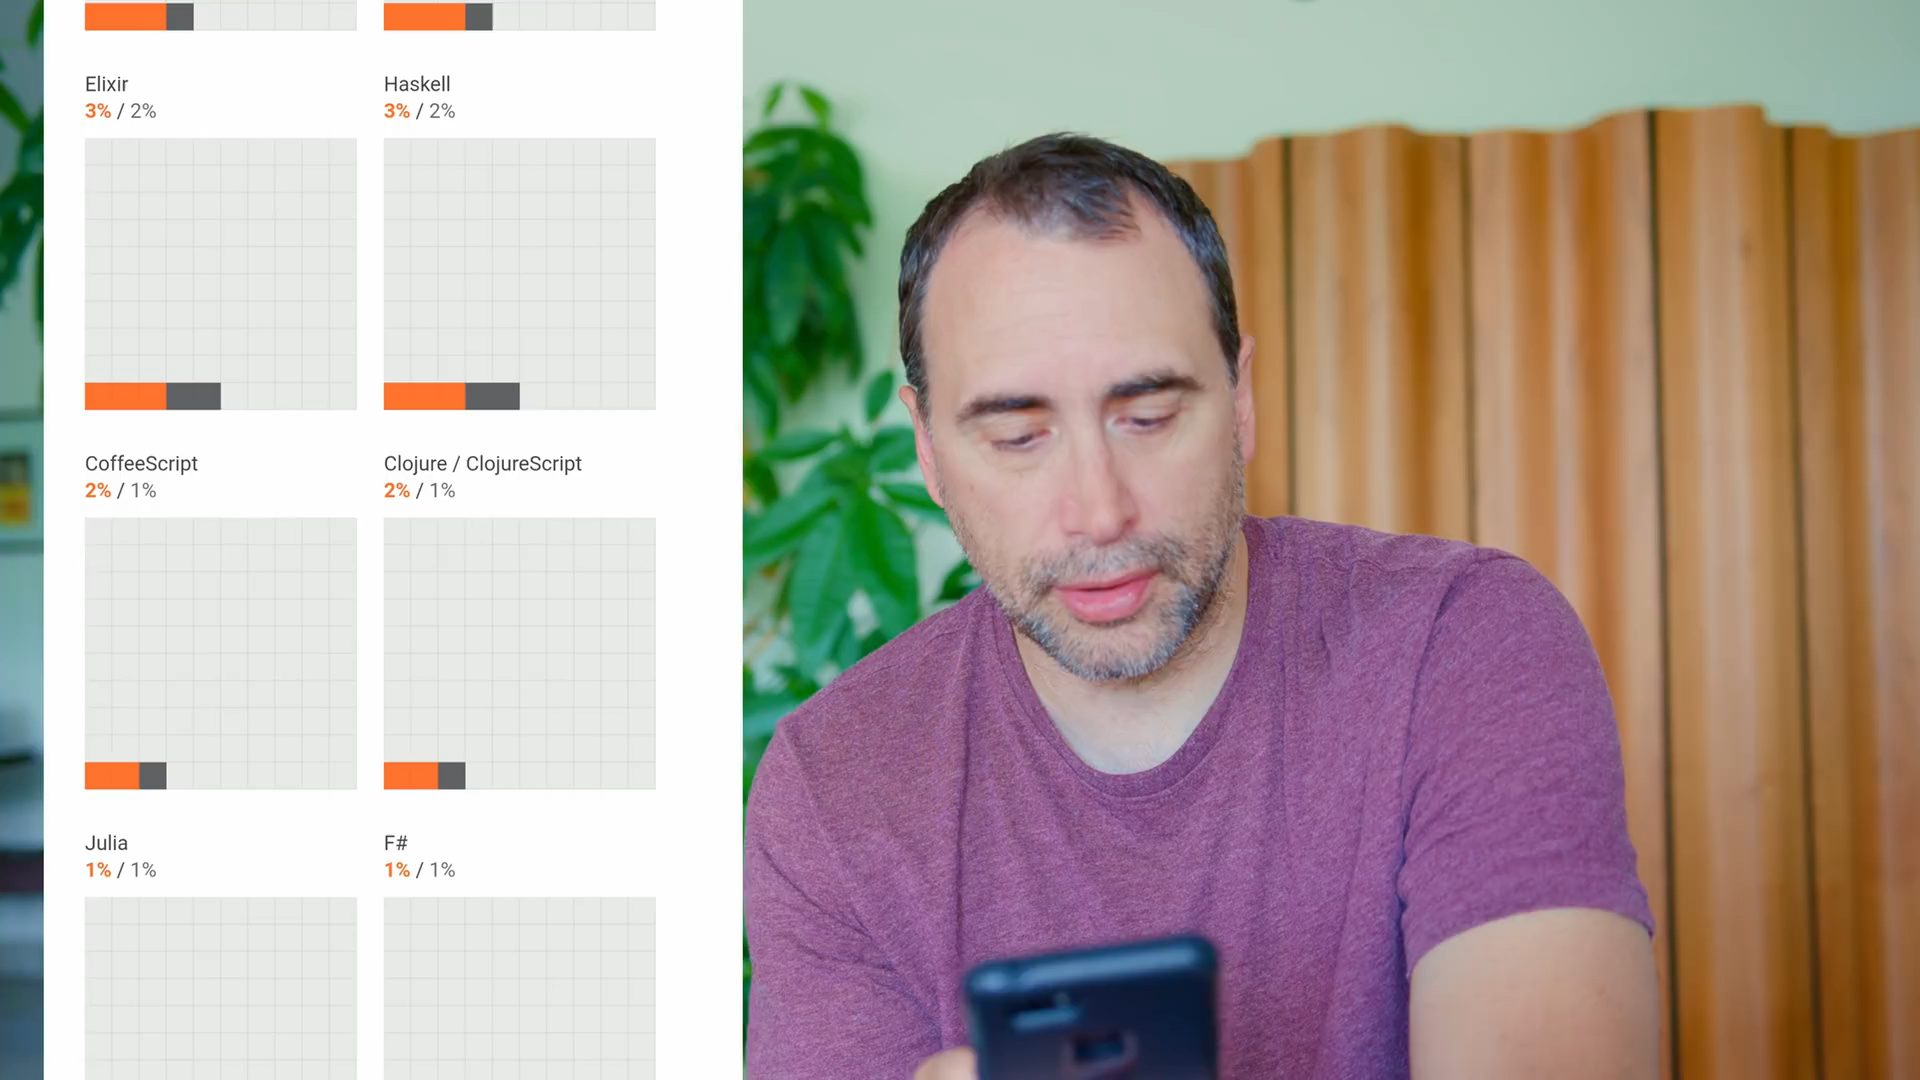 Elixir
3% / 2%
Haskell
3% / 2%
CoffeeScript
2% / 1%
Clojure / ClojureScript
2% / 1%
Julia
1% / 1%
F#
1% / 1%